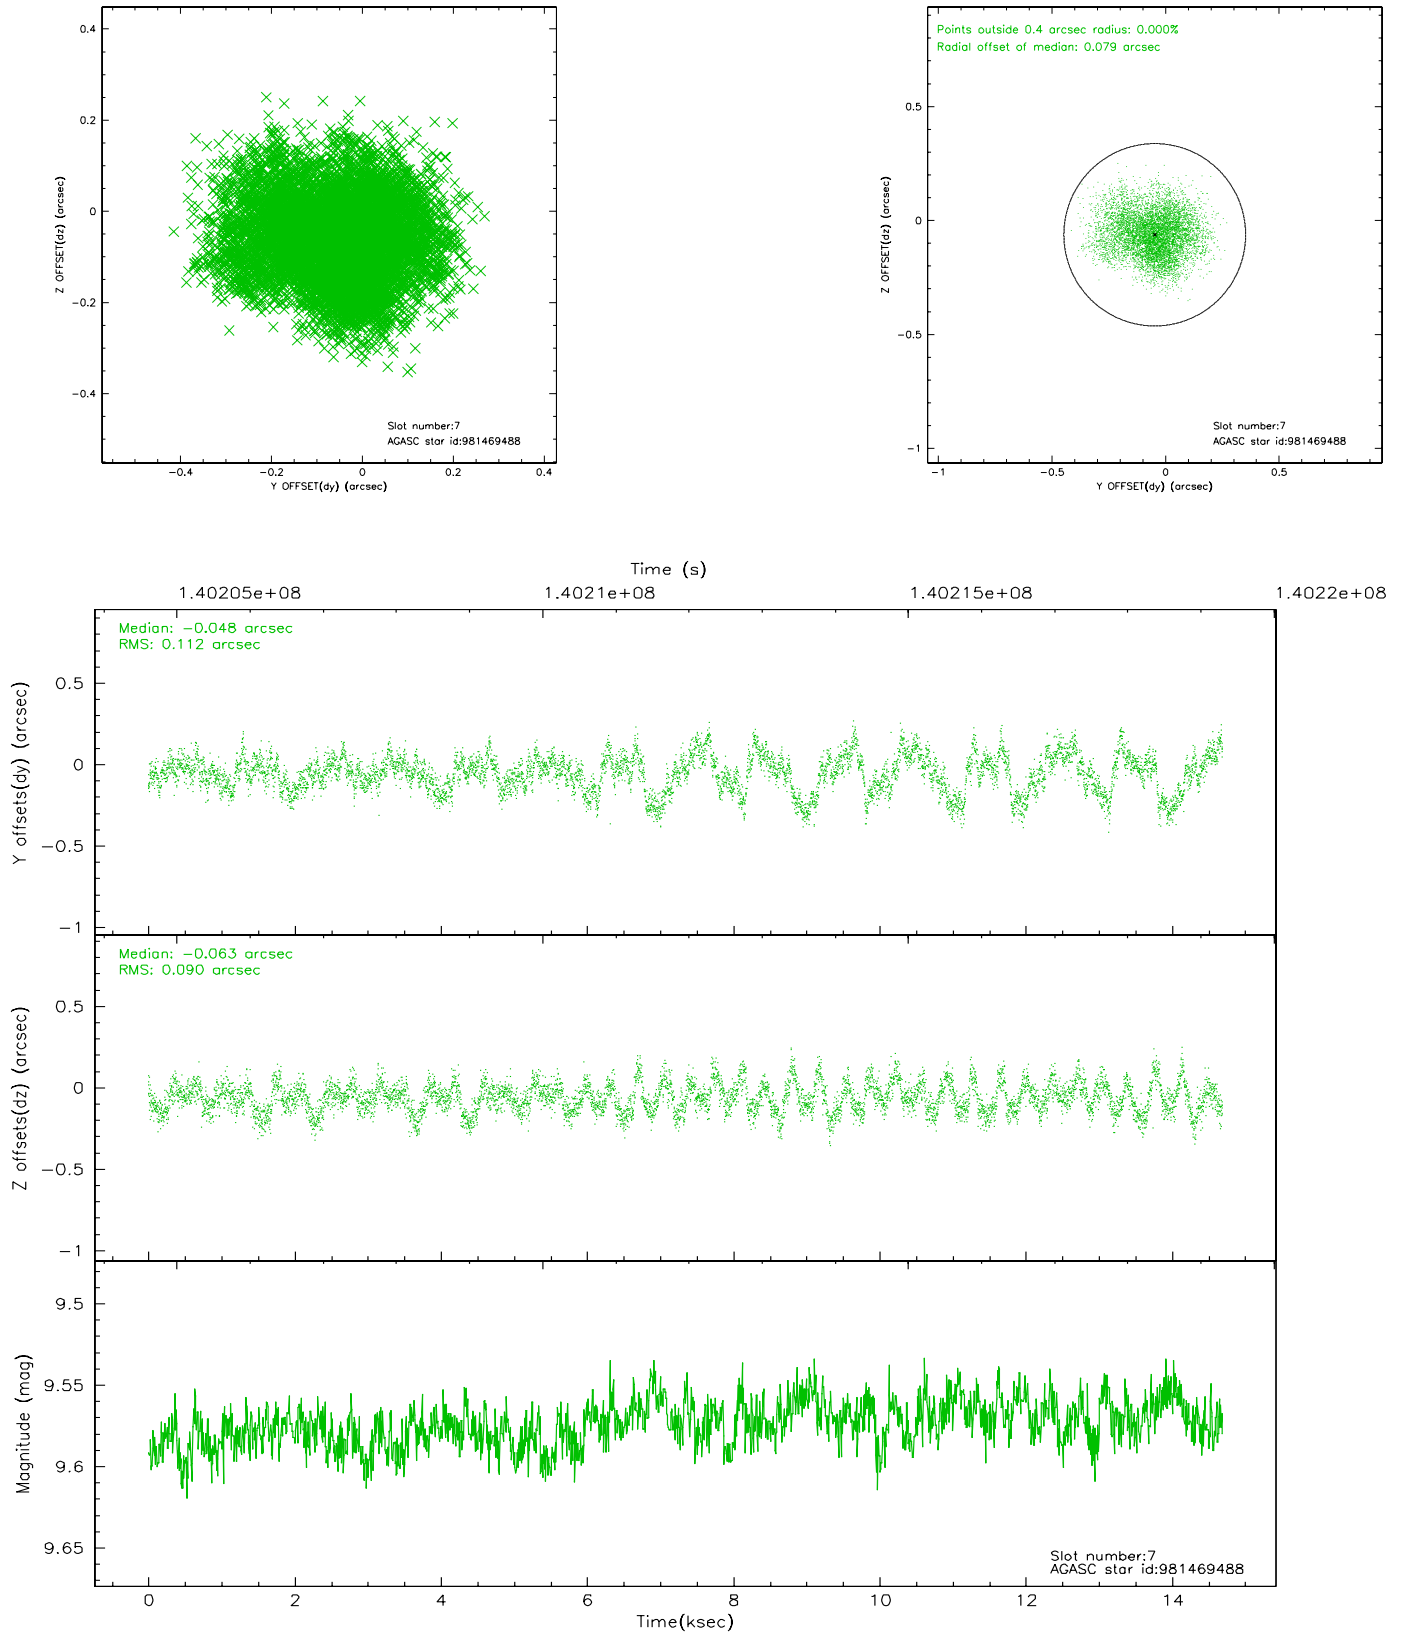 0.4
0.2
0
−0.2
−0.4
Z OFFSET(dz) (arcsec)
Slot number:7
AGASC star id:981469488
−0.4 −0.2 0 0.2 0.4
Y OFFSET(dy) (arcsec)
Points outside 0.4 arcsec radius: 0.000%
Radial offset of median: 0.079 arcsec
0.5
0
−0.5
−1
Z OFFSET(dz) (arcsec)
Slot number:7
AGASC star id:981469488
−1 −0.5 0 0.5
Y OFFSET(dy) (arcsec)
Time (s)
1.40205e+08 1.4021e+08 1.40215e+08 1.4022e+08
Median: −0.048 arcsec
RMS: 0.112 arcsec
0.5
0
−0.5
−1
Y offsets(dy) (arcsec)
Median: −0.063 arcsec
RMS: 0.090 arcsec
0.5
0
−0.5
−1
Z offsets(dz) (arcsec)
9.5
9.55
9.6
9.65
Magnitude (mag)
Slot number:7
AGASC star id:981469488
0 2 4 6 8 10 12 14
Time(ksec)